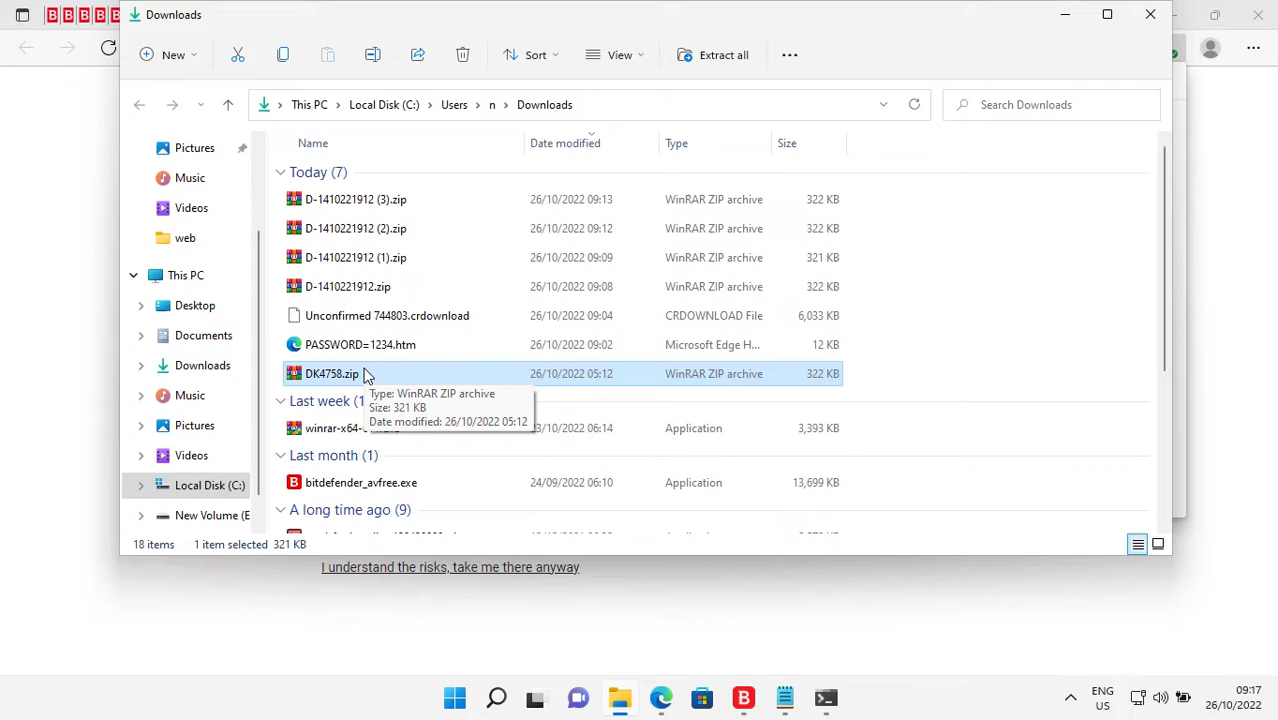 Downloads
New
Sort
View
Extract all
This PC
Local Disk (C:)
Users
n
Downloads
Search Downloads
Pictures
Music
Videos
web
This PC
Desktop
Documents
Downloads
Music
Pictures
Videos
Local Disk (C:)
New Volume (E
Name Date modified Type Size
Today (7)
D-1410221912 (3).zip 26/10/2022 09:13 WinRAR ZIP archive 322 KB
D-1410221912 (2).zip 26/10/2022 09:12 WinRAR ZIP archive 322 KB
D-1410221912 (1).zip 26/10/2022 09:09 WinRAR ZIP archive 321 KB
D-1410221912.zip 26/10/2022 09:08 WinRAR ZIP archive 322 KB
Unconfirmed 744803.crdownload 26/10/2022 09:04 CRDOWNLOAD File 6,033 KB
PASSWORD=1234.htm 26/10/2022 09:02 Microsoft Edge H... 12 KB
DK4758.zip 26/10/2022 05:12 WinRAR ZIP archive 322 KB
Type: WinRAR ZIP archive
Size: 321 KB
Date modified: 26/10/2022 05:12
Last week (1
winrar-x64- 06:14 Application 3,393 KB
Last month (1)
bitdefender_avfree.exe 24/09/2022 06:10 Application 13,699 KB
A long time ago (9)
18 items 1 item selected 321 KB
I understand the risks, take me there anyway
ENG
US
09:17
26/10/2022